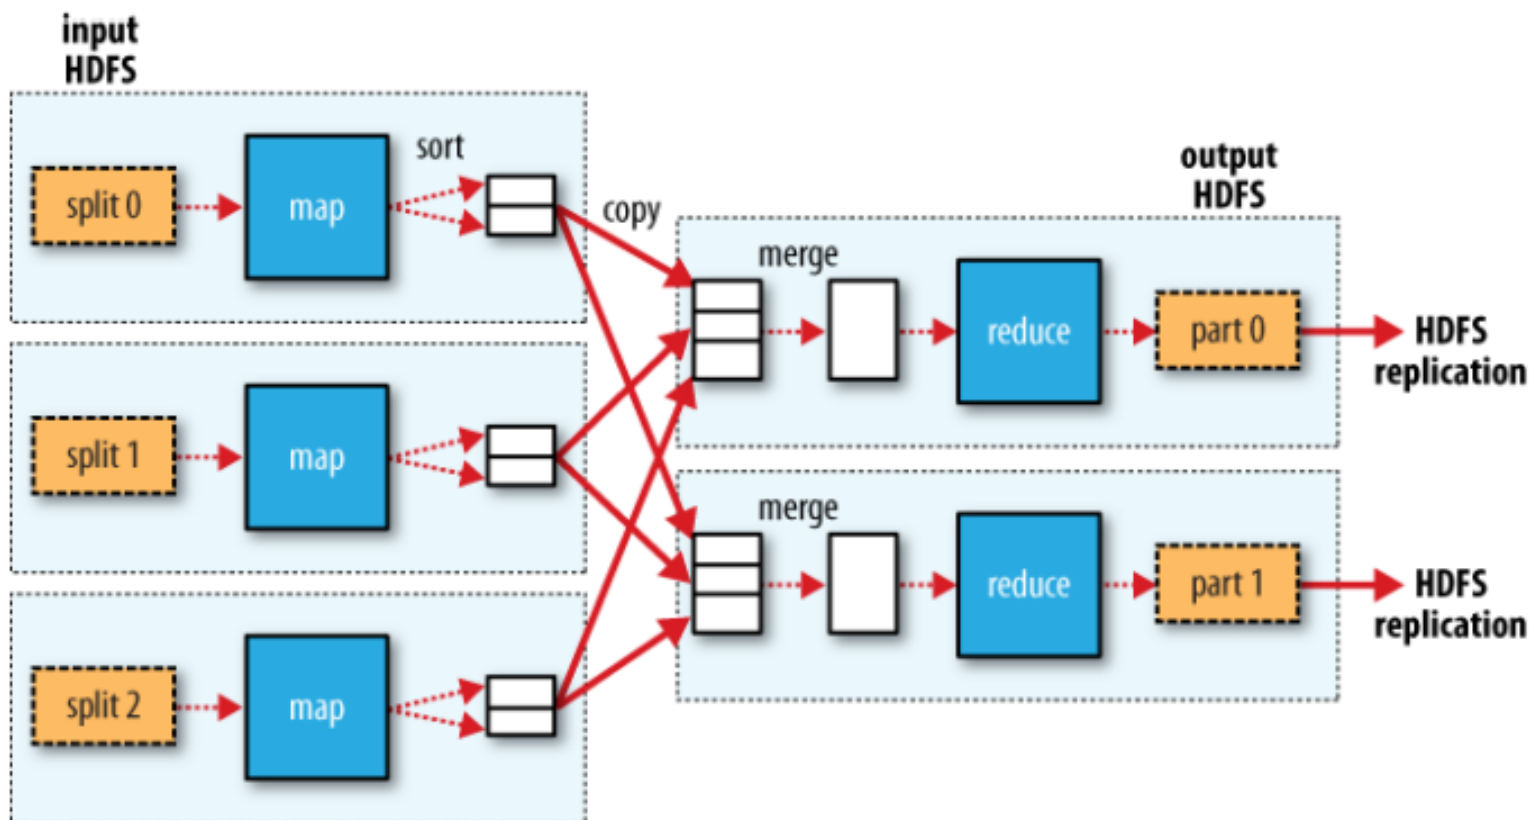 input
HDFS
split 0
map
sort
copy
split 1
map
split 2
map
output
HDFS
merge
reduce
part 0
HDFS
replication
merge
reduce
part 1
HDFS
replication